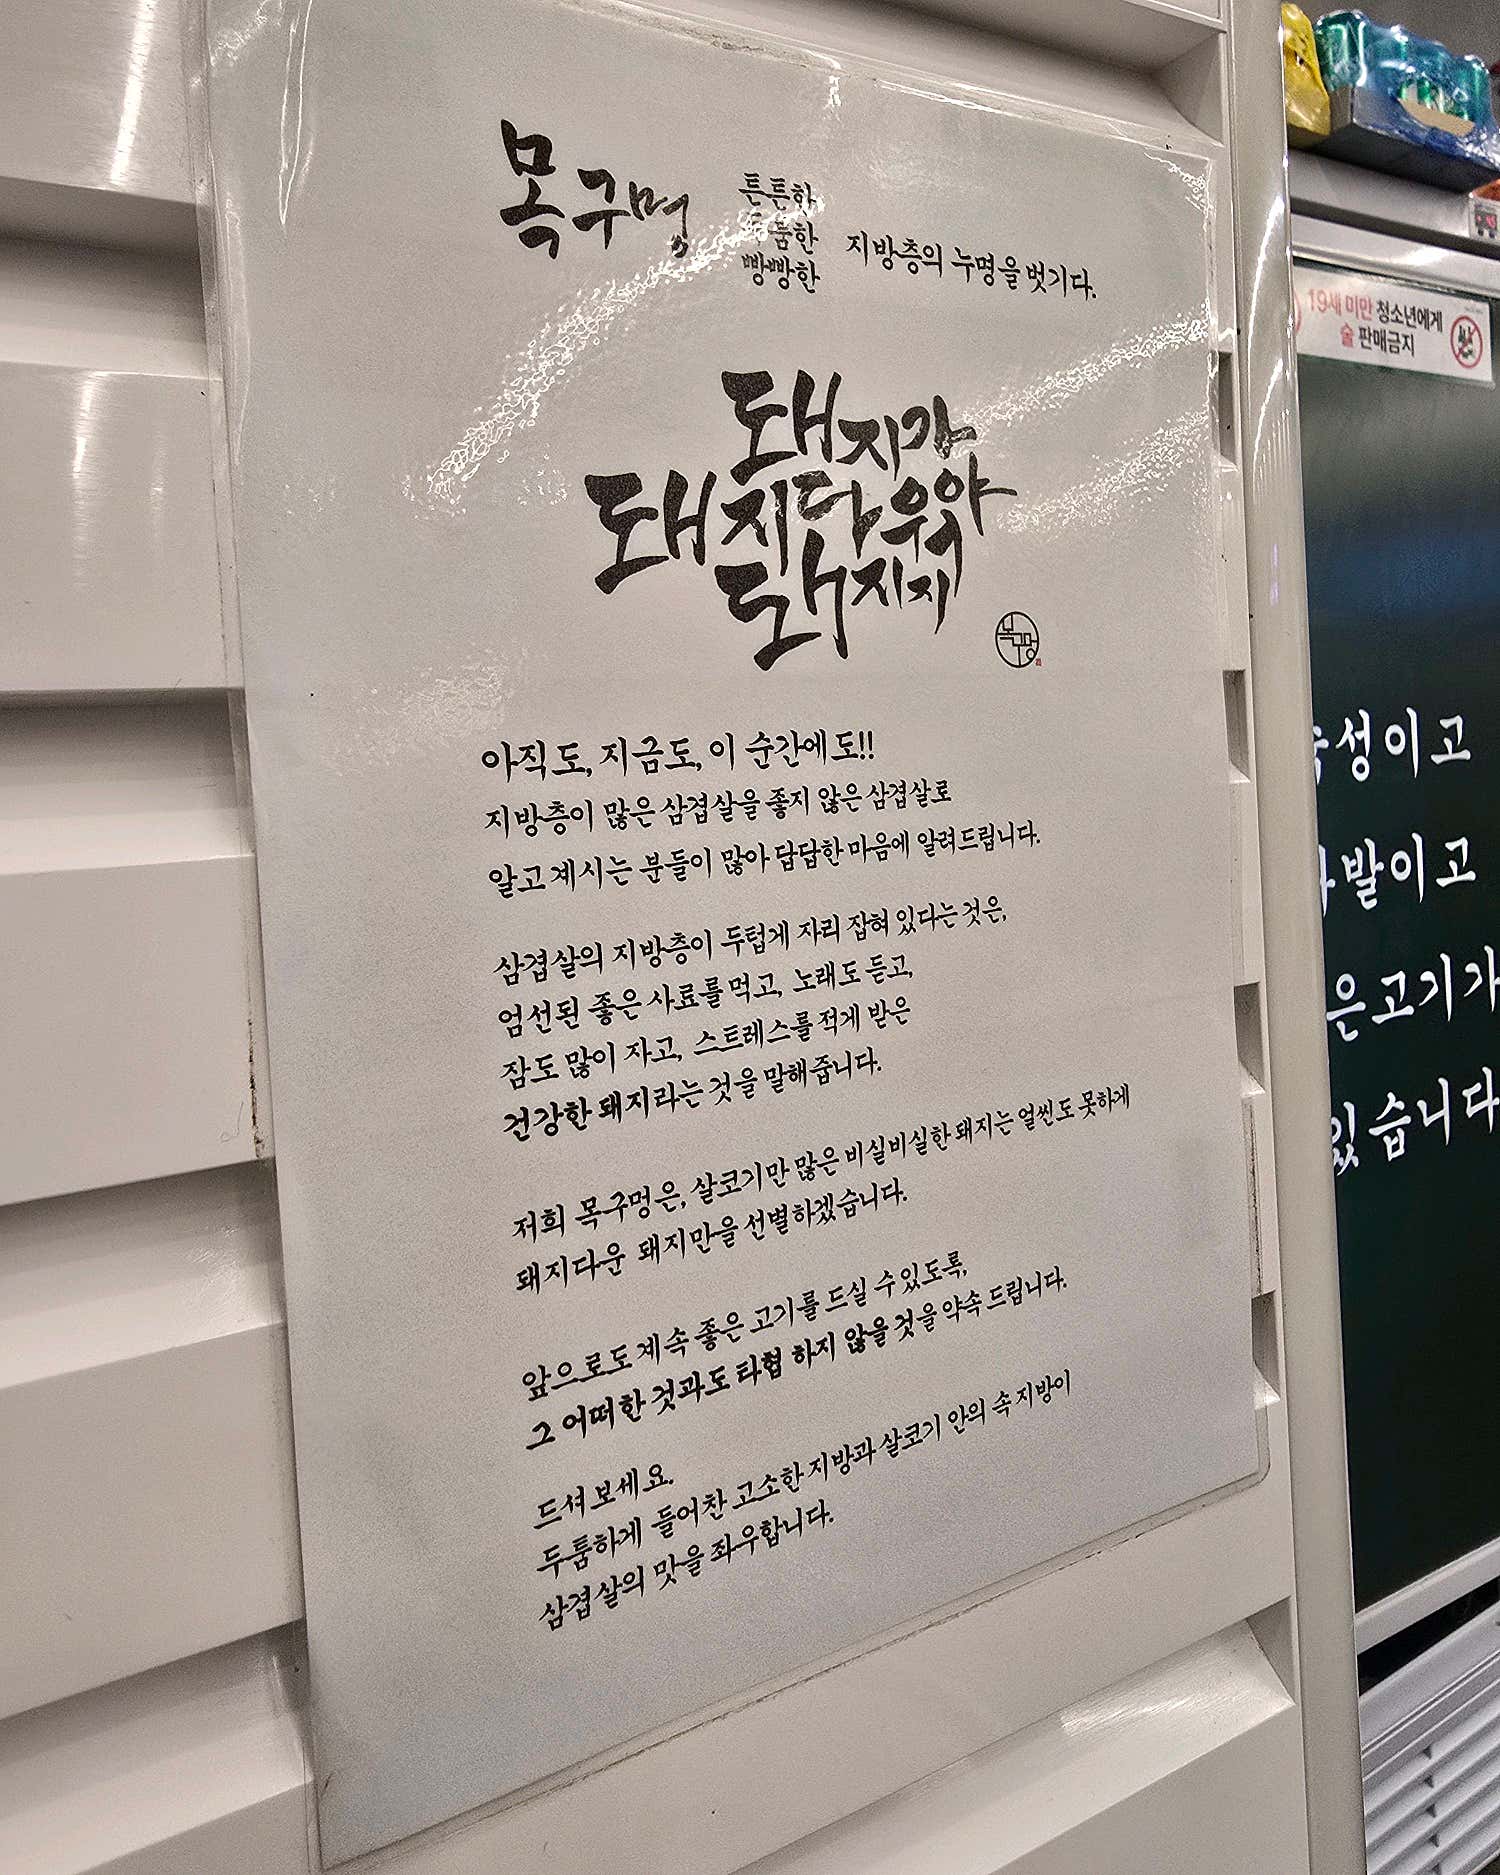 목구멍
튼튼한
두툼한
빵빵한
지방층의 누명을 벗기다.
돼지가
돼지다우야
돼지지
목구멍
아직도, 지금도, 이 순간에도!!
지방층이 많은 삼겹살을 좋지 않은 삼겹살로
알고 계시는 분들이 많아 답답한 마음에 알려드립니다.
삼겹살의 지방층이 두텁게 자리 잡혀 있다는 것은,
엄선된 좋은 사료를 먹고, 노래도 듣고,
잠도 많이 자고, 스트레스를 적게 받은
건강한 돼지라는 것을 말해줍니다.
저희 목구멍은, 살코기만 많은 비실비실한 돼지는 얼씬도 못하게
돼지다운 돼지만을 선별하겠습니다.
앞으로도 계속 좋은 고기를 드실 수 있도록,
그 어떠한 것과도 타협 하지 않을 것을 약속 드립니다.
드셔 보세요.
두툼하게 들어찬 고소한 지방과 살코기 안의 속 지방이
삼겹살의 맛을 좌우합니다.
19세 미만 청소년에게
술 판매금지
성이고
발이고
은 고기가
있습니다